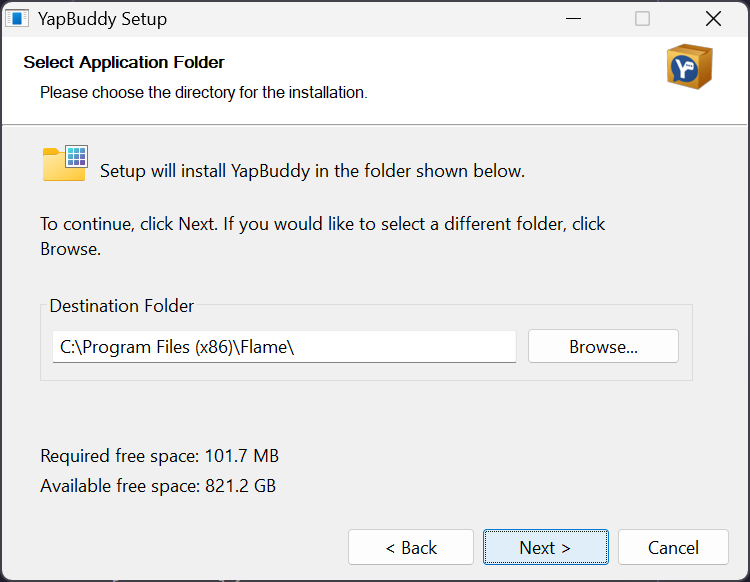 YapBuddy Setup
Select Application Folder
Please choose the directory for the installation.
Setup will install YapBuddy in the folder shown below.
To continue, click Next. If you would like to select a different folder, click
Browse.
Destination Folder
C:\Program Files (x86)\Flame\
Browse...
Required free space: 101.7 MB
Available free space: 821.2 GB
< Back
Next >
Cancel